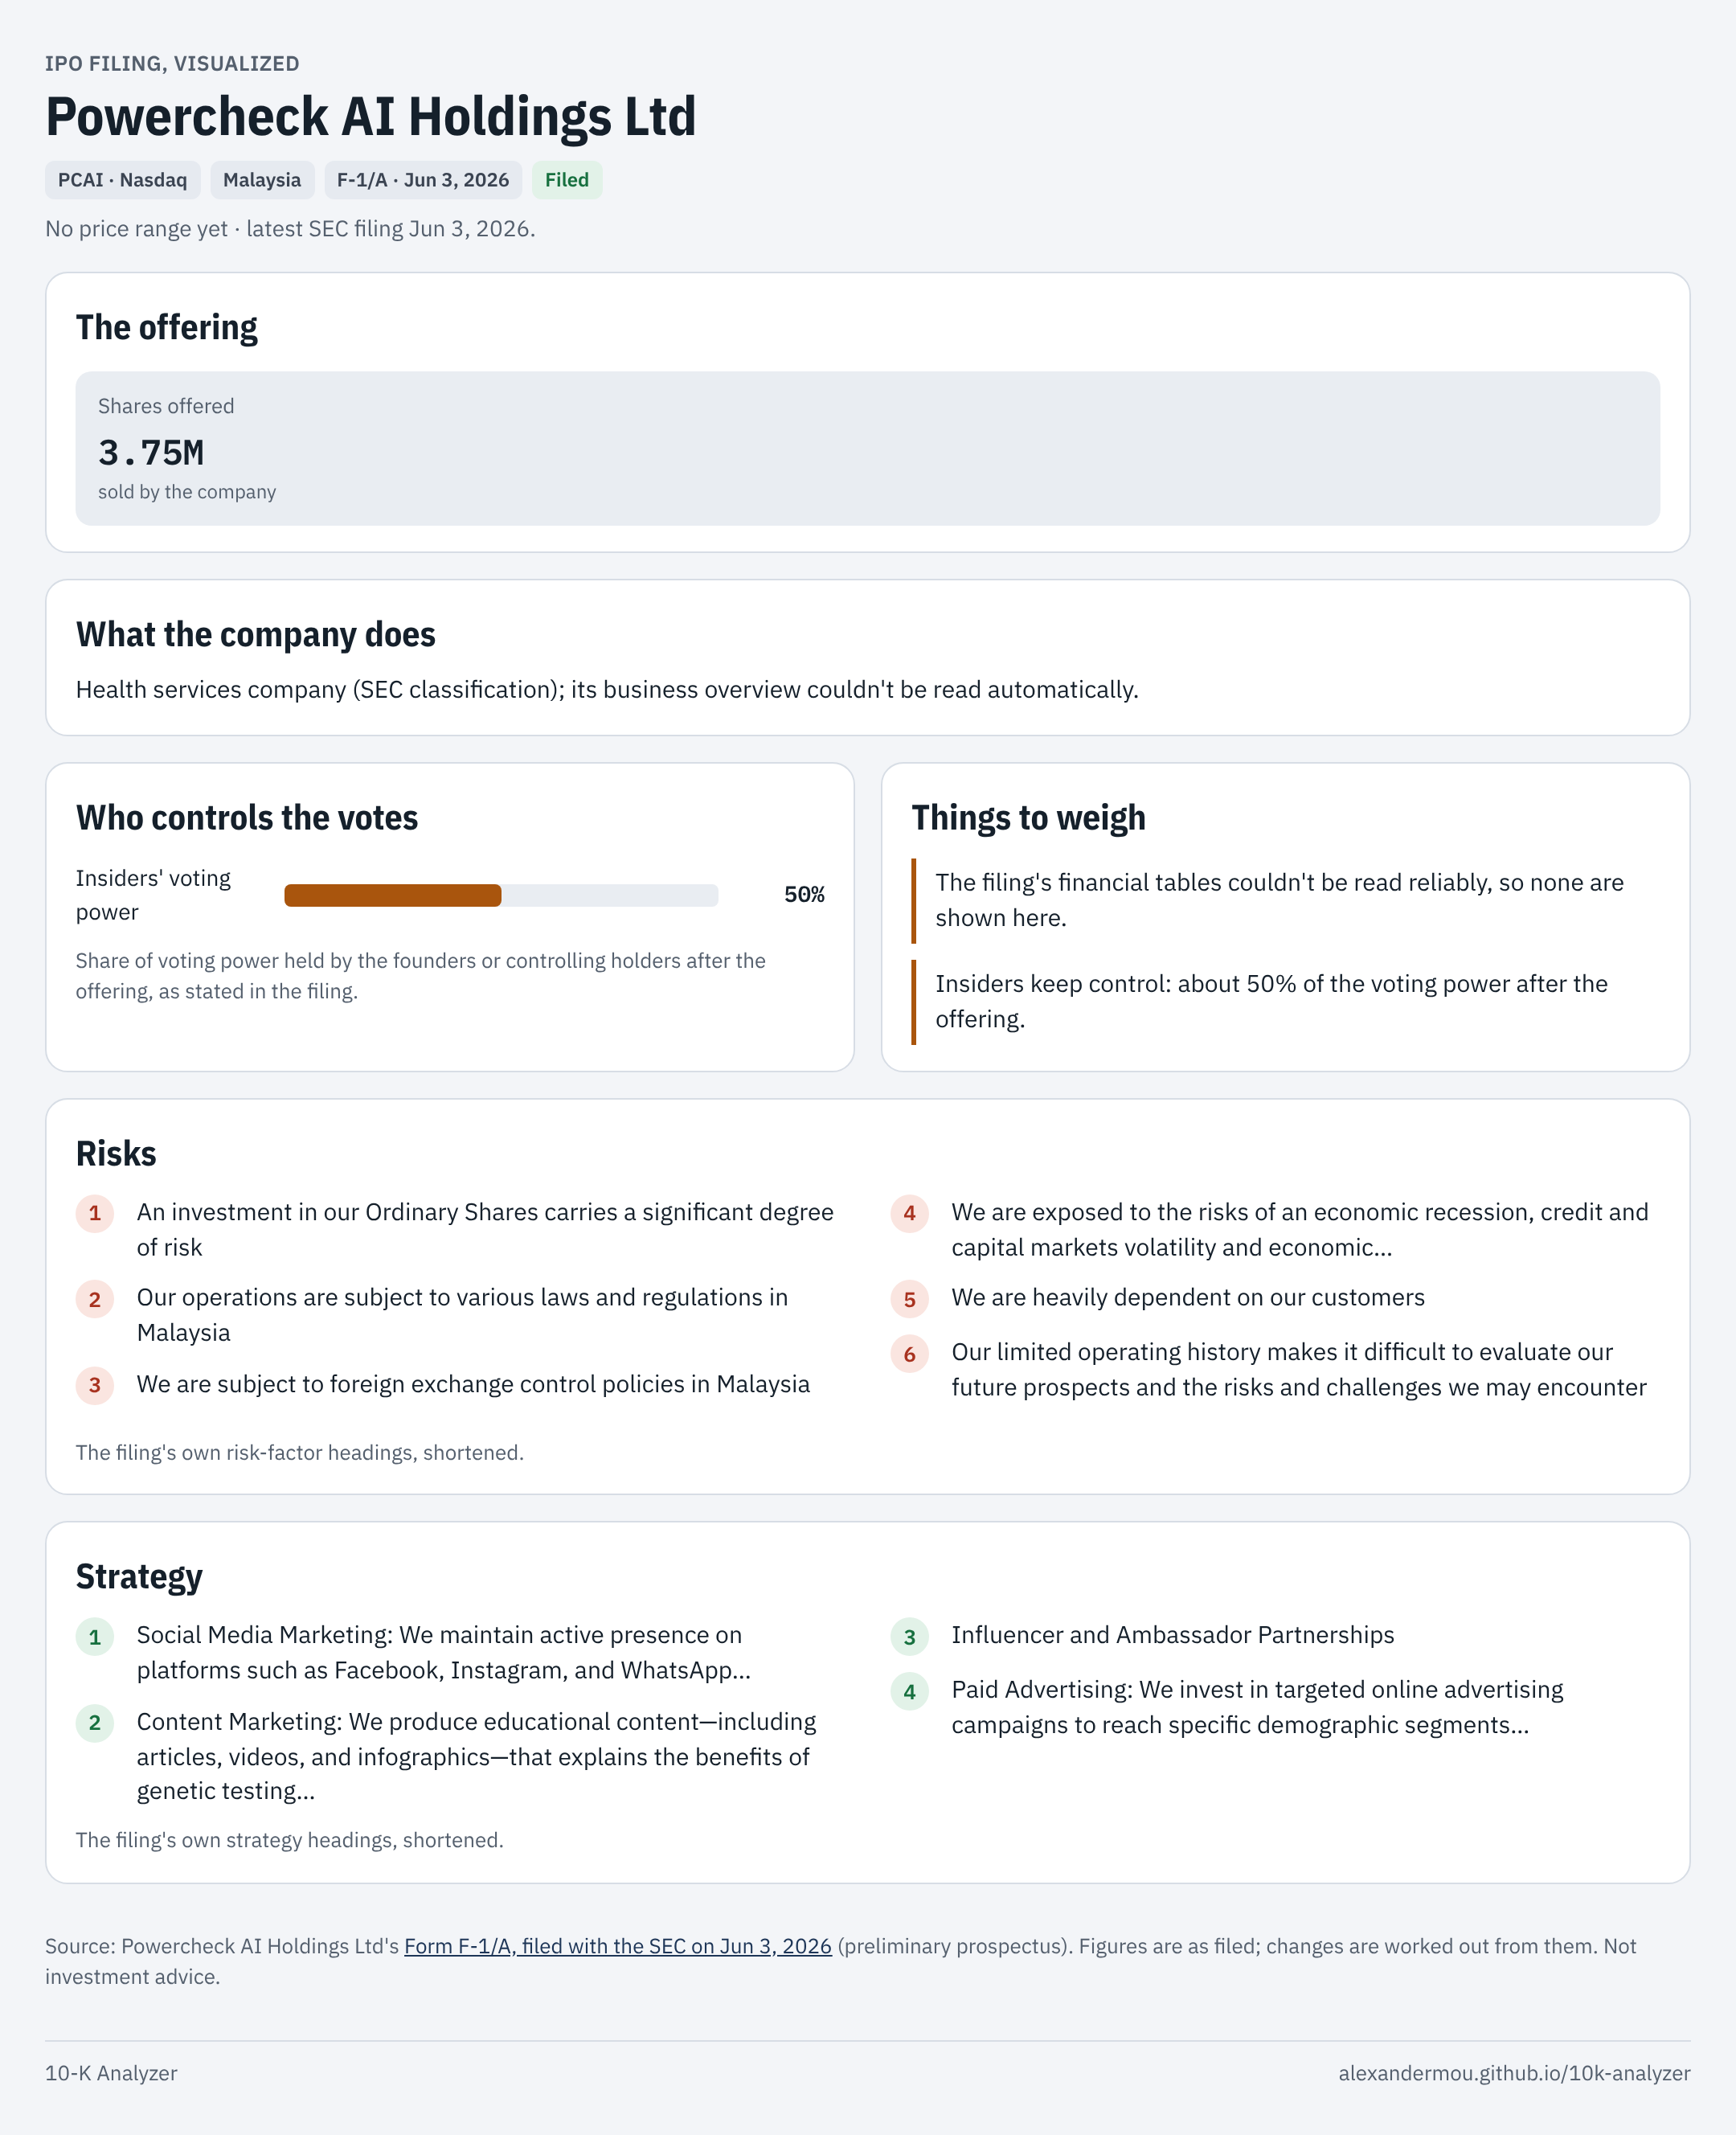 IPO FILING, VISUALIZED
Powercheck AI Holdings Ltd
PCAI · Nasdaq
Malaysia
F-1/A · Jun 3, 2026
Filed
No price range yet · latest SEC filing Jun 3, 2026.
The offering
Shares offered
3.75M
sold by the company
What the company does
Health services company (SEC classification); its business overview couldn't be read automatically.
Who controls the votes
Insiders' voting
power
50%
Share of voting power held by the founders or controlling holders after the
offering, as stated in the filing.
Things to weigh
The filing's financial tables couldn't be read reliably, so none are
shown here.
Insiders keep control: about 50% of the voting power after the
offering.
Risks
1 An investment in our Ordinary Shares carries a significant degree
of risk
2 Our operations are subject to various laws and regulations in
Malaysia
3 We are subject to foreign exchange control policies in Malaysia
4 We are exposed to the risks of an economic recession, credit and
capital markets volatility and economic...
5 We are heavily dependent on our customers
6 Our limited operating history makes it difficult to evaluate our
future prospects and the risks and challenges we may encounter
The filing's own risk-factor headings, shortened.
Strategy
1 Social Media Marketing: We maintain active presence on
platforms such as Facebook, Instagram, and WhatsApp...
2 Content Marketing: We produce educational content—including
articles, videos, and infographics—that explains the benefits of
genetic testing...
3 Influencer and Ambassador Partnerships
4 Paid Advertising: We invest in targeted online advertising
campaigns to reach specific demographic segments...
The filing's own strategy headings, shortened.
Source: Powercheck AI Holdings Ltd's Form F-1/A, filed with the SEC on Jun 3, 2026 (preliminary prospectus). Figures are as filed; changes are worked out from them. Not
investment advice.
10-K Analyzer
alexandermou.github.io/10k-analyzer